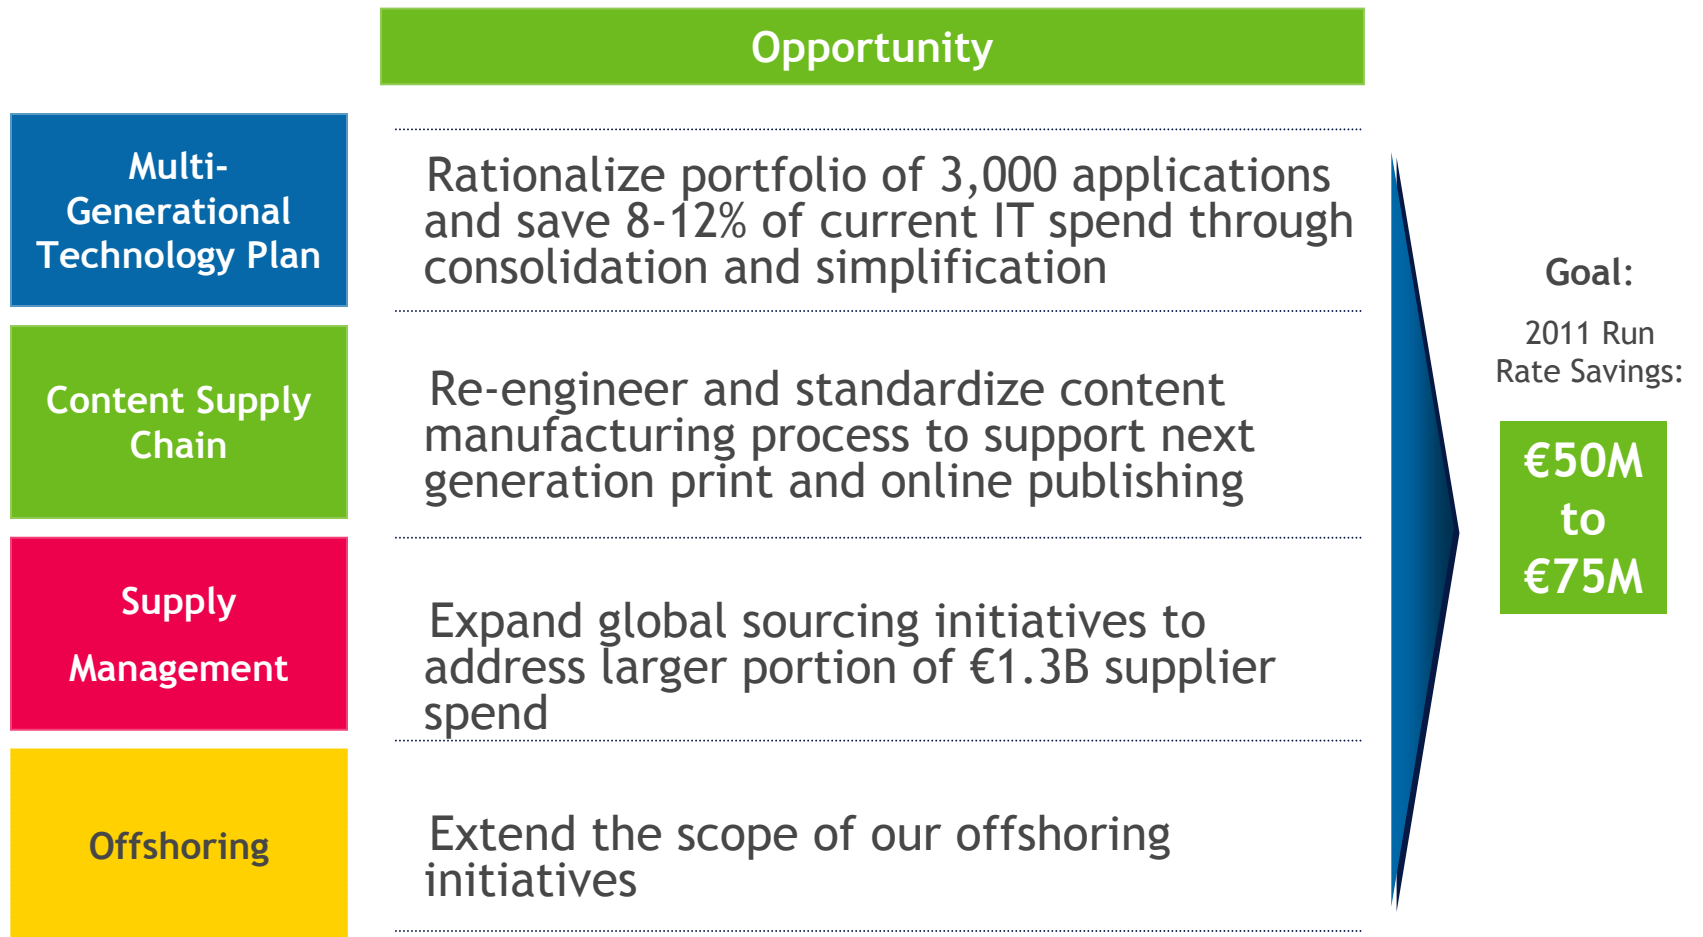 Opportunity
Multi-
Generational
Technology Plan
Rationalize portfolio of 3,000 applications
and save 8-12% of current IT spend through
consolidation and simplification
Content Supply
Chain
Re-engineer and standardize content
manufacturing process to support next
generation print and online publishing
Supply
Management
Expand global sourcing initiatives to
address larger portion of €1.3B supplier
spend
Offshoring
Extend the scope of our offshoring
initiatives
Goal:
2011 Run
Rate Savings:
€50M
to
€75M